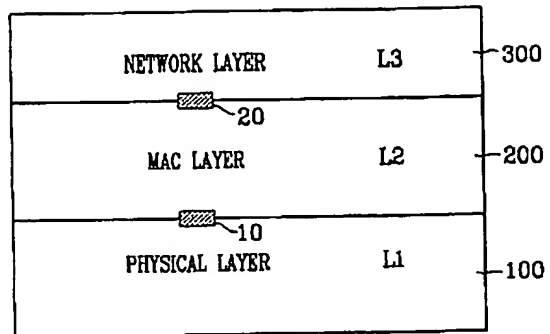 NETWORK LAYER L3 300
20
MAC LAYER L2 200
10
PHYSICAL LAYER L1 100